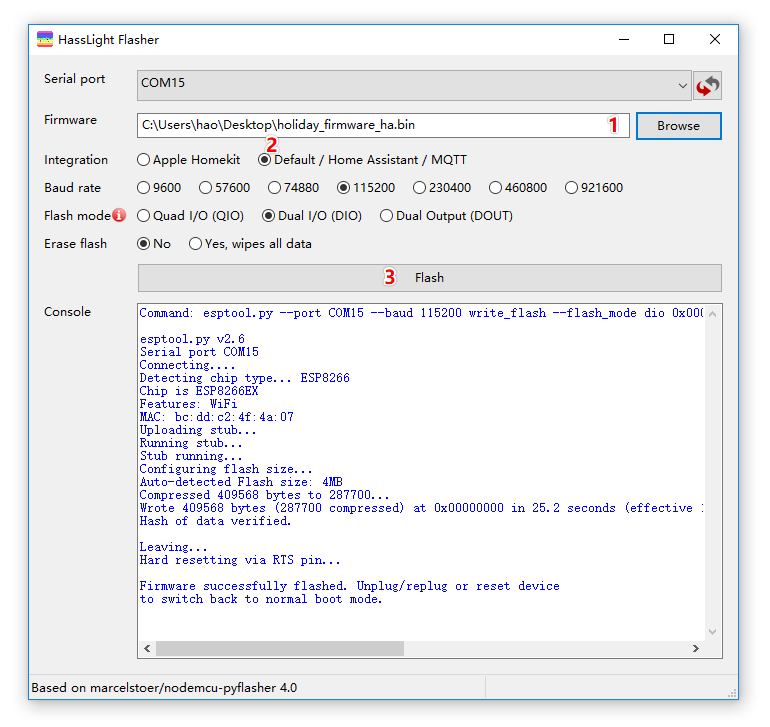 HassLight Flasher
Serial port COM15
Firmware C:\Users\hao\Desktop\holiday_firmware_ha.bin 1 Browse
2
Integration Apple Homekit Default / Home Assistant / MQTT
Baud rate 9600 57600 74880 115200 230400 460800 921600
Flash mode Quad I/O (QIO) Dual I/O (DIO) Dual Output (DOUT)
Erase flash No Yes, wipes all data
3 Flash
Console
Command: esptool.py --port COM15 --baud 115200 write_flash --flash_mode dio 0x00
esptool.py v2.6
Serial port COM15
Connecting....
Detecting chip type... ESP8266
Chip is ESP8266EX
Features: WiFi
MAC: bc:dd:c2:4f:4a:07
Uploading stub...
Running stub...
Stub running...
Configuring flash size...
Auto-detected Flash size: 4MB
Compressed 409568 bytes to 287700...
Wrote 409568 bytes (287700 compressed) at 0x00000000 in 25.2 seconds (effective
Hash of data verified.
Leaving...
Hard resetting via RTS pin...
Firmware successfully flashed. Unplug/replug or reset device
to switch back to normal boot mode.
Based on marcelstoer/nodemcu-pyflasher 4.0